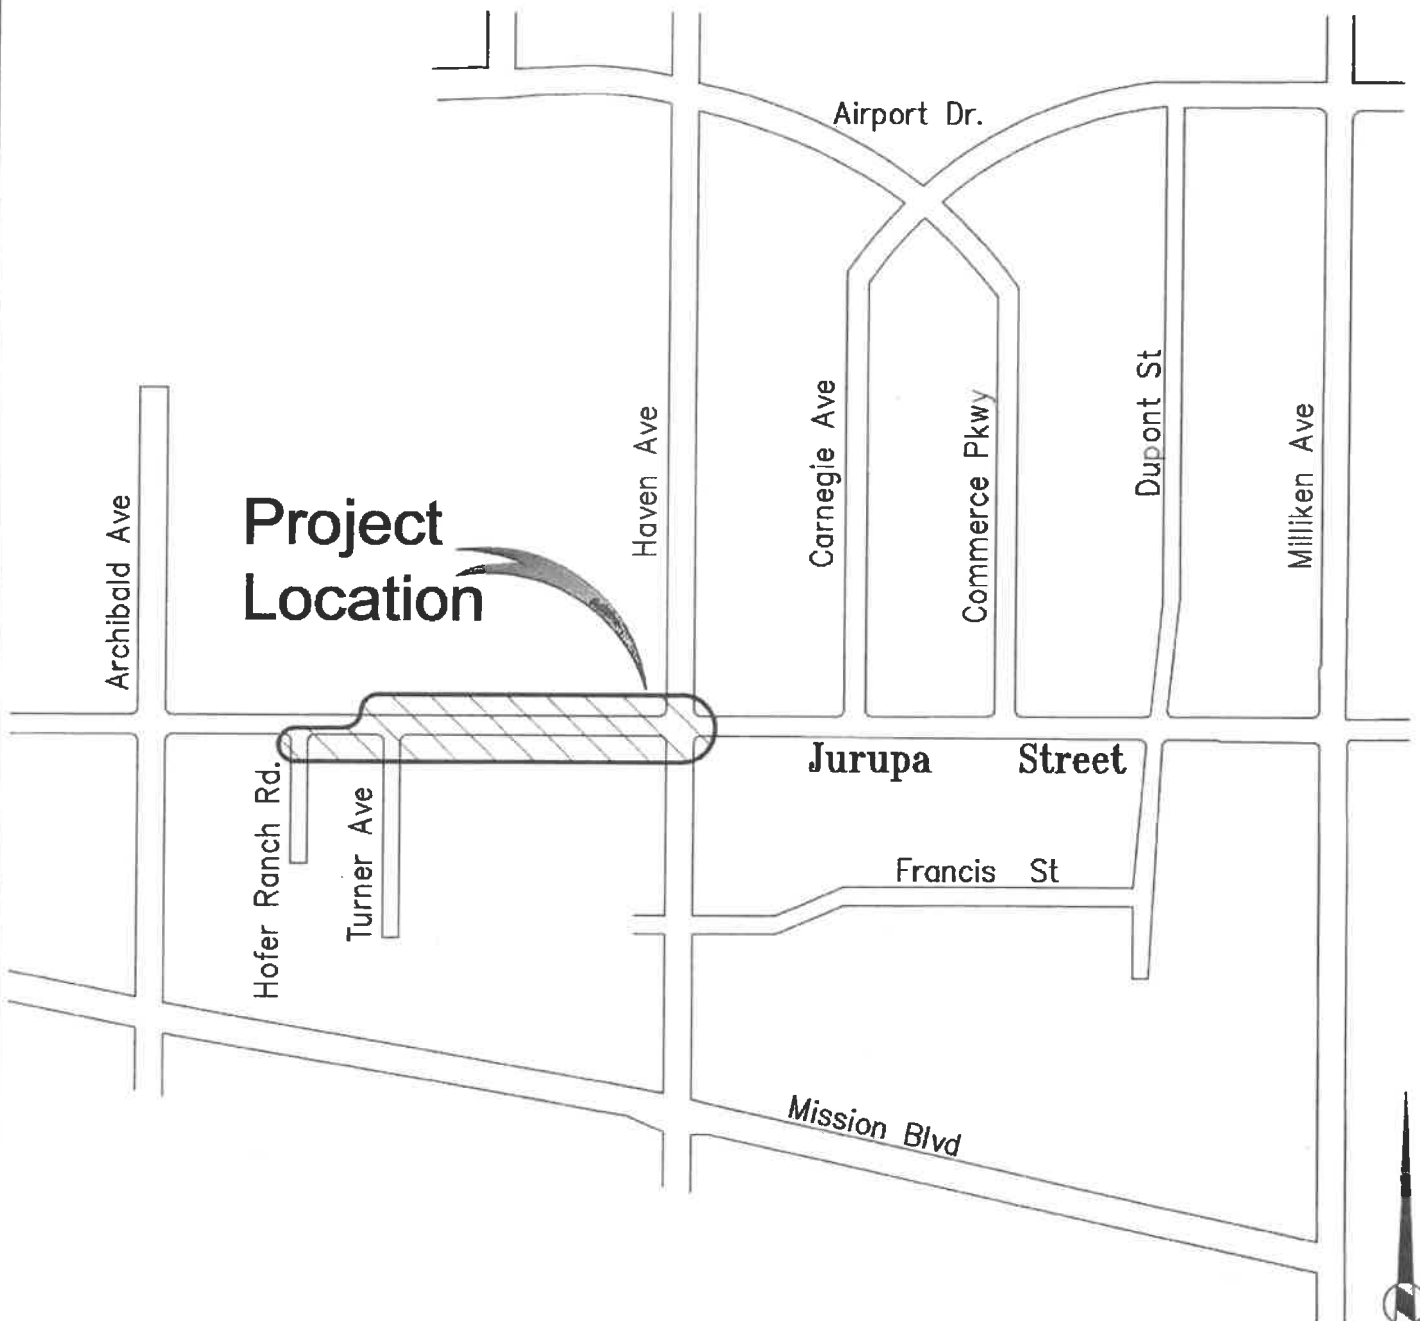 Airport Dr.
Archibald Ave
Project
Location
Haven Ave
Carnegie Ave
Commerce Pkwy
Dupont St
Milliken Ave
Jurupa Street
Hofer Ranch Rd.
Turner Ave
Francis St
Mission Blvd